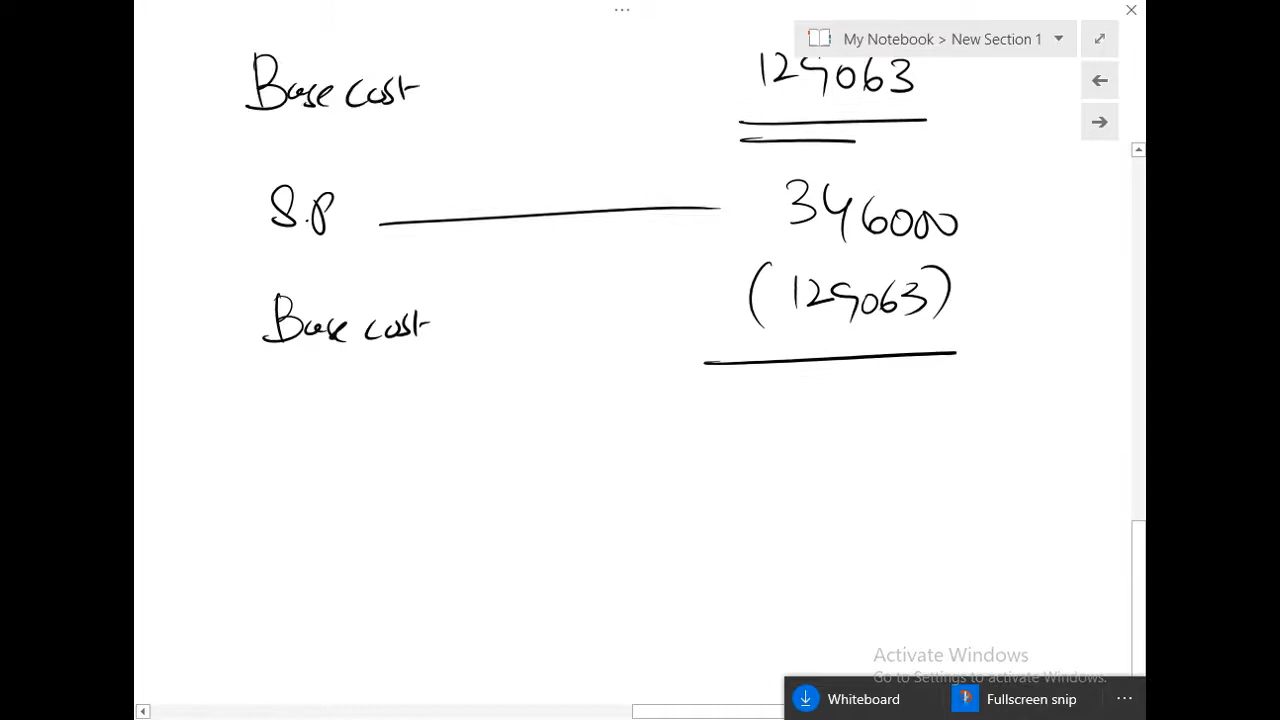 My Notebook > New Section 1
Base cost 129063
S.P 346000
Base cost (129063)
Activate Windows
Go to Settings to activate Windows.
Whiteboard Fullscreen snip